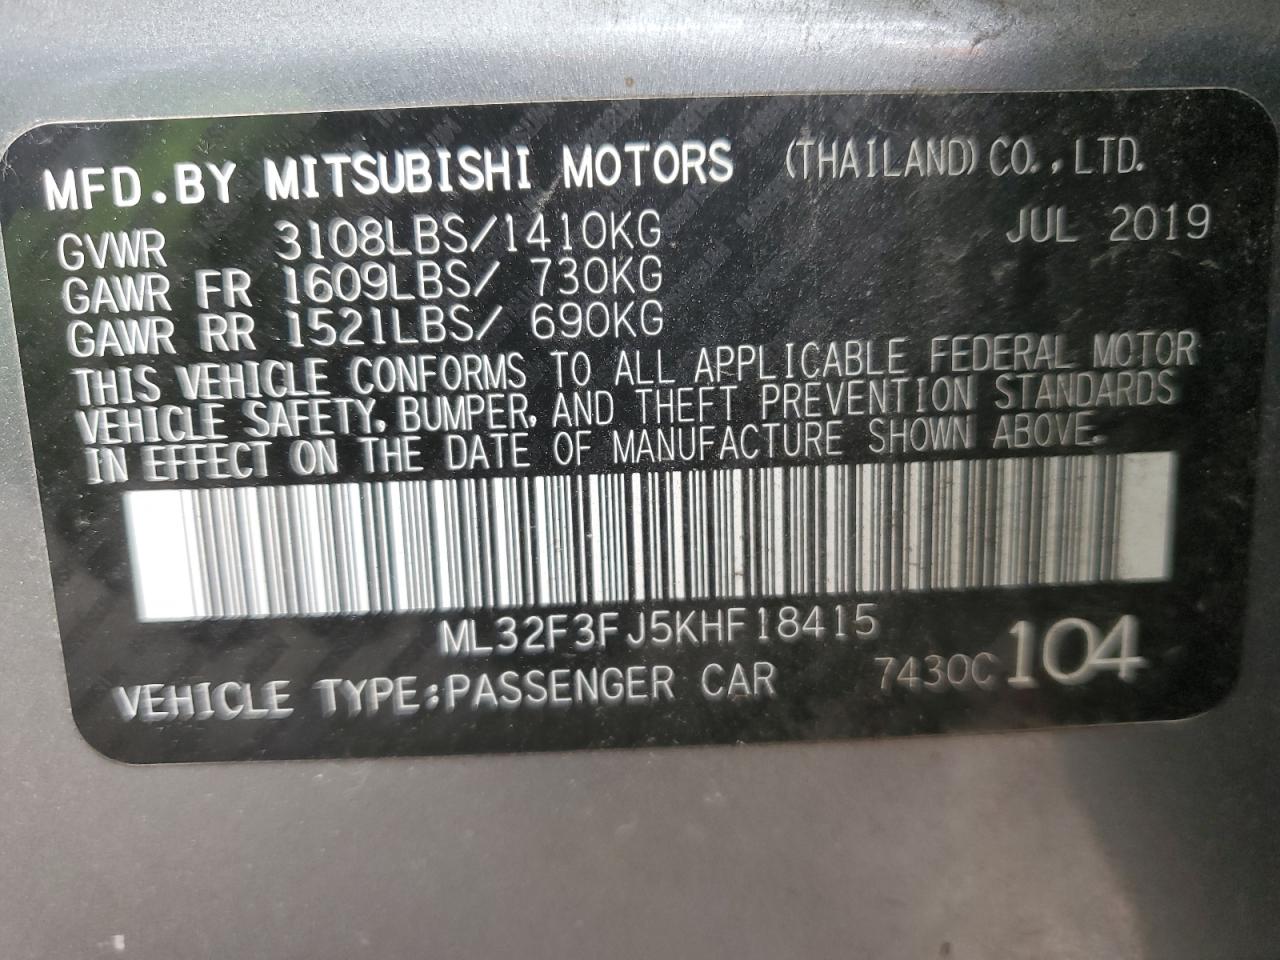 MFD.BY MITSUBISHI MOTORS (THAILAND) CO., LTD.
GVWR 3108LBS/1410KG JUL 2019
GAWR FR 1609LBS/ 730KG
GAWR RR 1521LBS/ 690KG
THIS VEHICLE CONFORMS TO ALL APPLICABLE FEDERAL MOTOR
VEHICLE SAFETY, BUMPER, AND THEFT PREVENTION STANDARDS
IN EFFECT ON THE DATE OF MANUFACTURE SHOWN ABOVE.
ML32F3FJ5KHF18415
VEHICLE TYPE:PASSENGER CAR 7430C 104